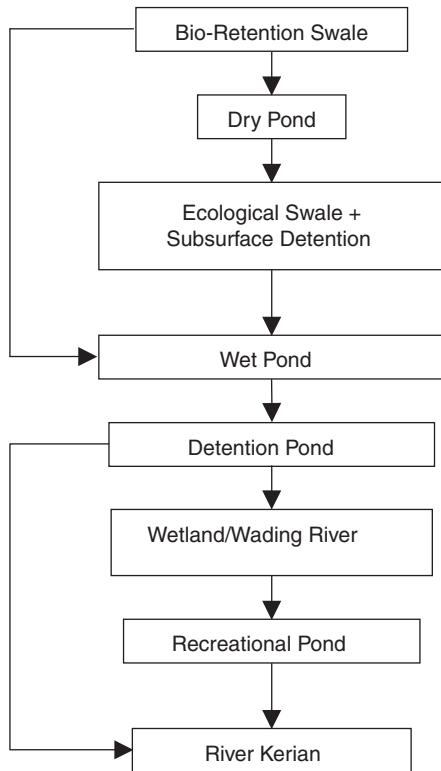 Bio-Retention Swale
Dry Pond
Ecological Swale +
Subsurface Detention
Wet Pond
Detention Pond
Wetland/Wading River
Recreational Pond
River Kerian